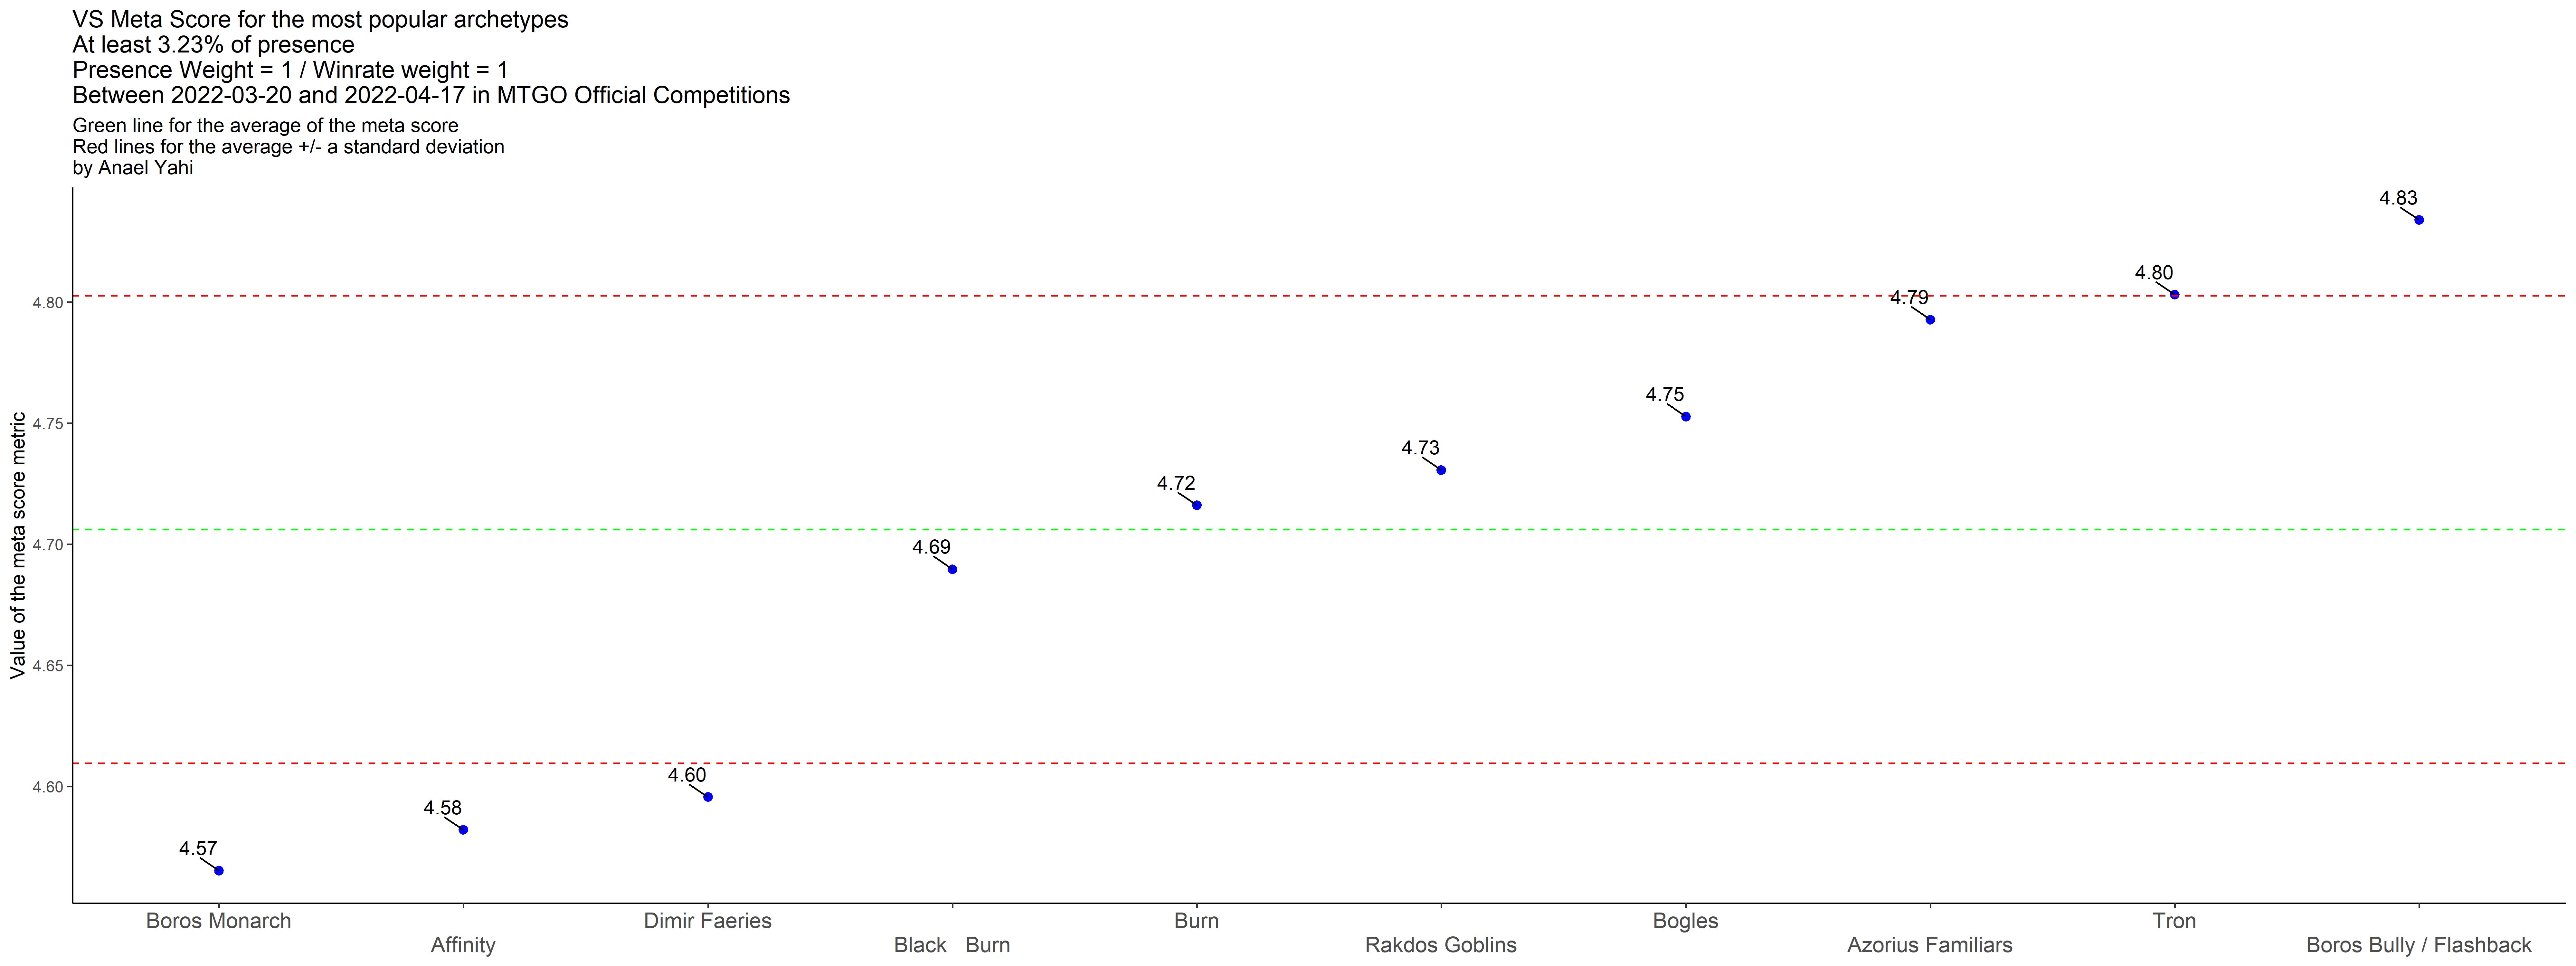 VS Meta Score for the most popular archetypes
At least 3.23% of presence
Presence Weight = 1 / Winrate weight = 1
Between 2022-03-20 and 2022-04-17 in MTGO Official Competitions
Green line for the average of the meta score
Red lines for the average +/- a standard deviation
by Anael Yahi
Value of the meta score metric
4.80
4.75
4.70
4.65
4.60
4.57
4.58
4.60
4.69
4.72
4.73
4.75
4.79
4.80
4.83
Boros Monarch
Affinity
Dimir Faeries
Black   Burn
Burn
Rakdos Goblins
Bogles
Azorius Familiars
Tron
Boros Bully / Flashback